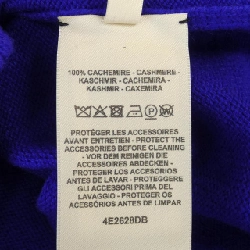 100% CACHEMIRE - CASHMERE
KASCHMIR - CACHEMIRA -
KASMIR - CAXEMIRA
PROTÉGER LES ACCESSOIRES
AVANT ENTRETIEN - PROTECT THE
ACCESSORIES BEFORE CLEANING
- VOR DEM REINIGEN DIE
ACCESSOIRES ABDECKEN -
PROTEGER LOS ACCESORIOS
ANTES DE LAVAR - PROTEGGERE
GLI ACCESSORI PRIMA DEL
LAVAGGIO - PROTEGER OS
ACESSÓRIOS ANTES DE LIMPAR
4E2628DB